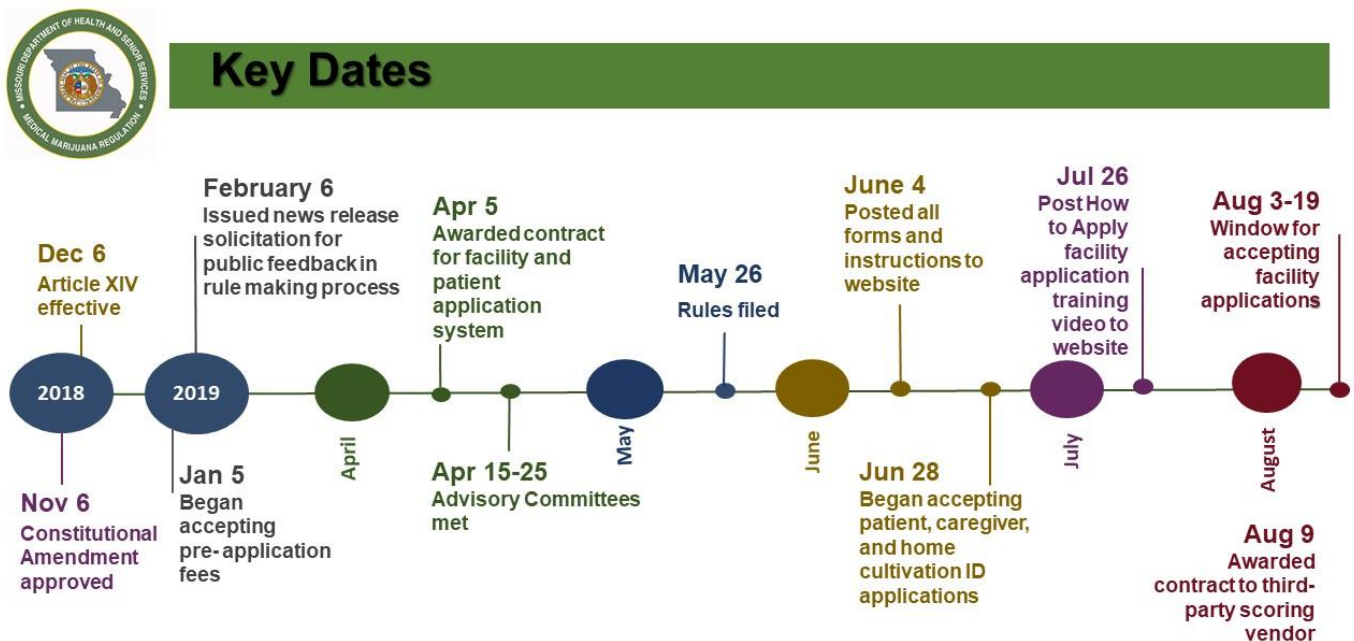 MISSOURI DEPARTMENT OF HEALTH AND SENIOR SERVICES
MEDICAL MARIJUANA REGULATION
Key Dates
Dec 6
Article XIV
effective
February 6
Issued news release
solicitation for
public feedback in
rule making process
Apr 5
Awarded contract
for facility and
patient
application
system
May 26
Rules filed
June 4
Posted all
forms and
instructions to
website
Jul 26
Post How
to Apply
facility
application
training
video to
website
Aug 3-19
Window for
accepting
facility
applications
2018
2019
April
May
June
July
August
Nov 6
Constitutional
Amendment
approved
Jan 5
Began
accepting
pre-application
fees
Apr 15-25
Advisory Committees
met
Jun 28
Began accepting
patient, caregiver,
and home
cultivation ID
applications
Aug 9
Awarded
contract to third-
party scoring
vendor